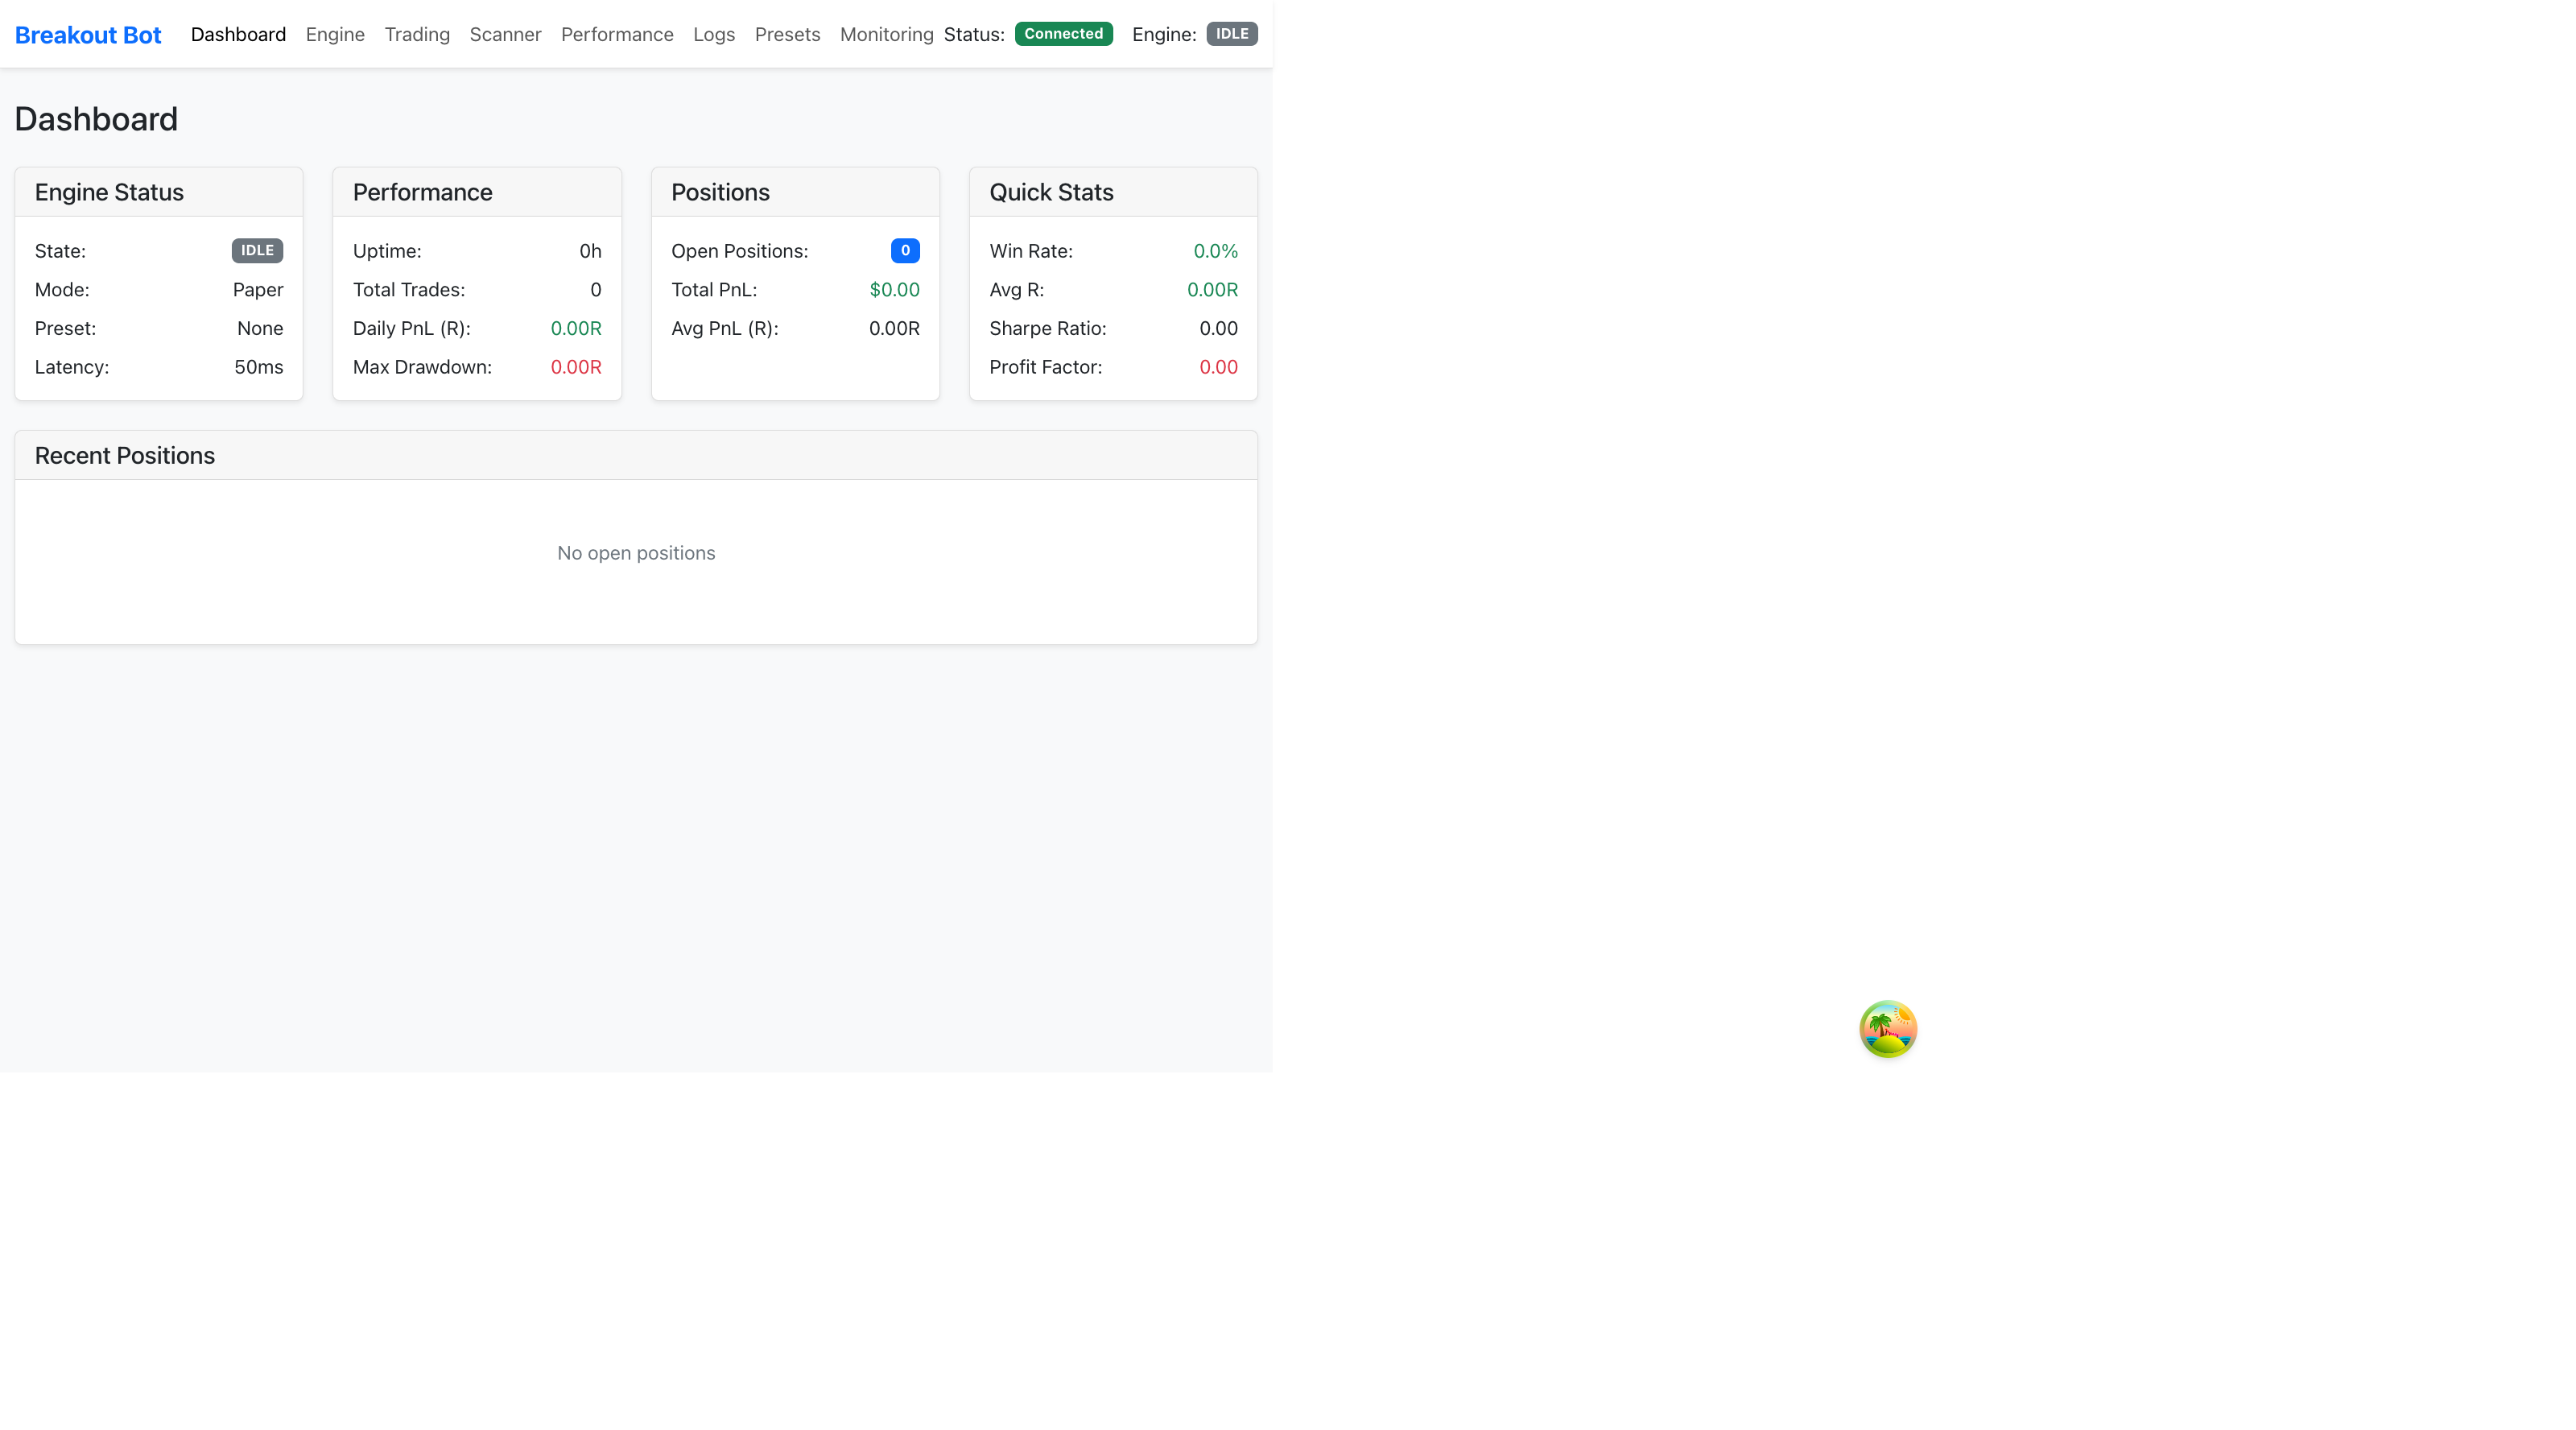 Breakout Bot Dashboard Engine Trading Scanner Performance Logs Presets Monitoring Status: Connected Engine: IDLE
Dashboard
Engine Status
State: IDLE
Mode: Paper
Preset: None
Latency: 50ms
Performance
Uptime: 0h
Total Trades: 0
Daily PnL (R): 0.00R
Max Drawdown: 0.00R
Positions
Open Positions: 0
Total PnL: $0.00
Avg PnL (R): 0.00R
Quick Stats
Win Rate: 0.0%
Avg R: 0.00R
Sharpe Ratio: 0.00
Profit Factor: 0.00
Recent Positions
No open positions